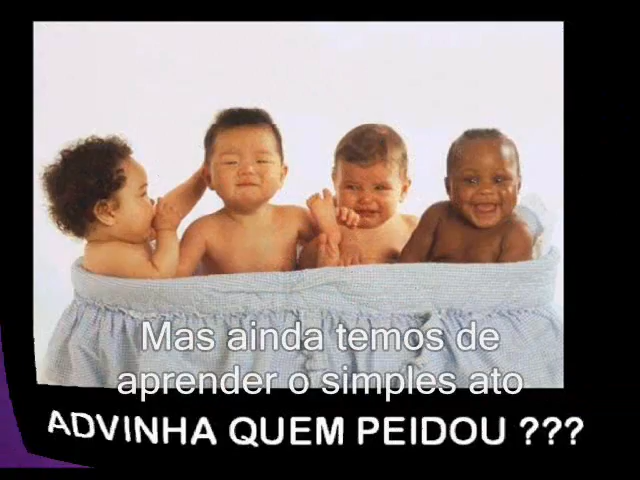 Mas ainda temos de
aprender o simples ato
ADVINHA QUEM PEIDOU ???